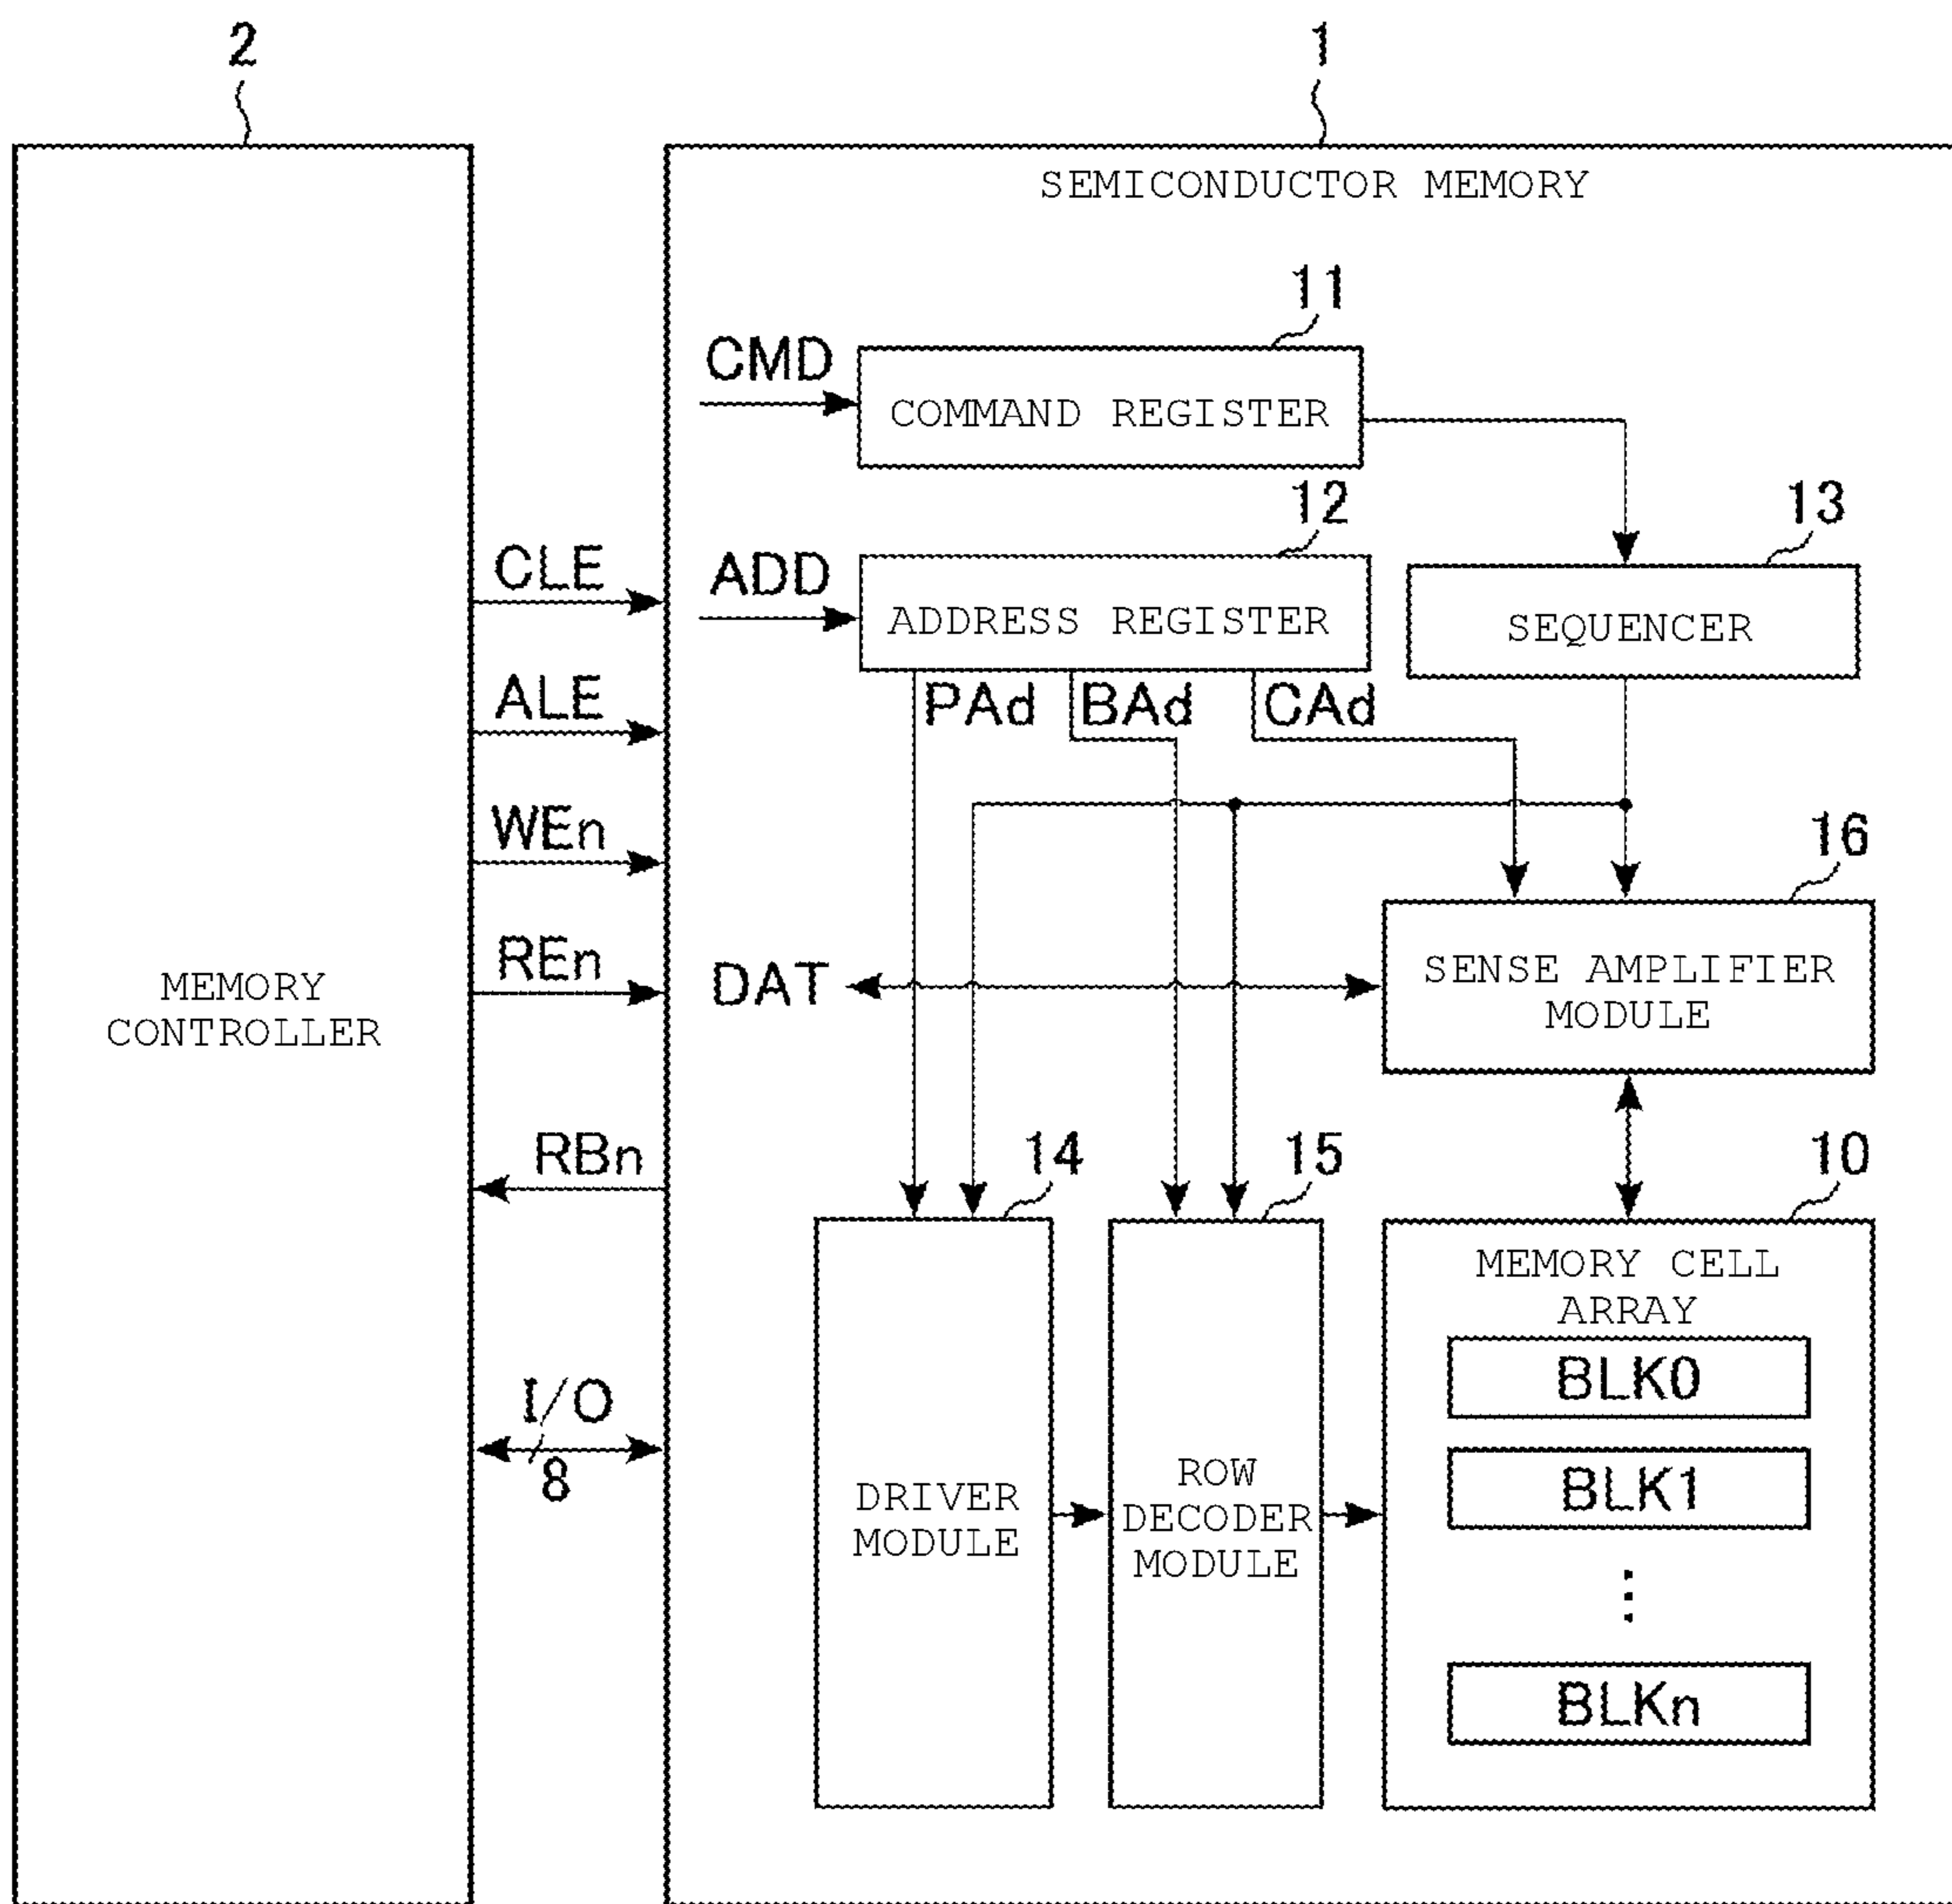 2
1
SEMICONDUCTOR MEMORY
11
CMD
COMMAND REGISTER
12
13
CLE
ADD
ADDRESS REGISTER
SEQUENCER
ALE
PAd
BAd
CAd
WEn
16
REn
DAT
SENSE AMPLIFIER
MODULE
MEMORY
CONTROLLER
RBn
14
15
10
MEMORY CELL
ARRAY
BLK0
I/O
8
BLK1
DRIVER
MODULE
ROW
DECODER
MODULE
⋮
BLKn